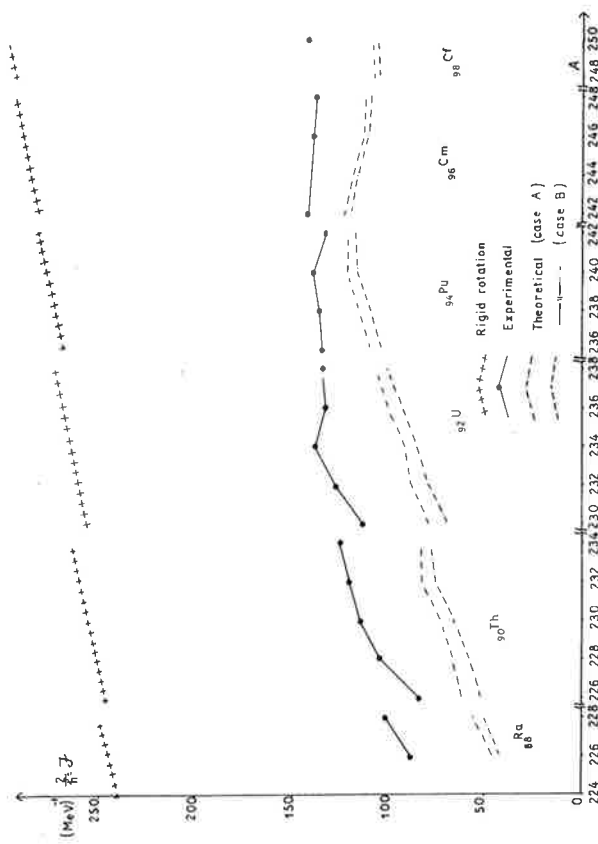 2/ħ² J
(MeV)⁻¹
250
200
150
100
50
0
88Ra
90Th
92U
94Pu
96Cm
98Cf
+++++ Rigid rotation
Experimental
Theoretical (case A)
—"— (case B)
A
224 226 228 226 228 230 232 234 230 232 234 236 238 236 238 240 242 242 244 246 248 248 250